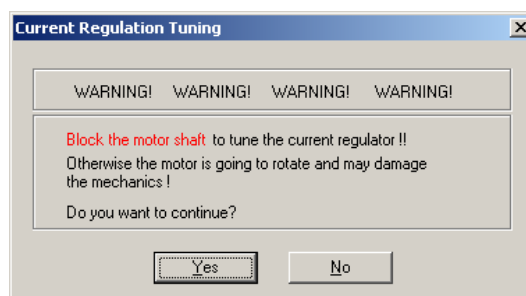 Current Regulation Tuning
WARNING! WARNING! WARNING! WARNING!
Block the motor shaft to tune the current regulator !!
Otherwise the motor is going to rotate and may damage
the mechanics !
Do you want to continue?
Yes No